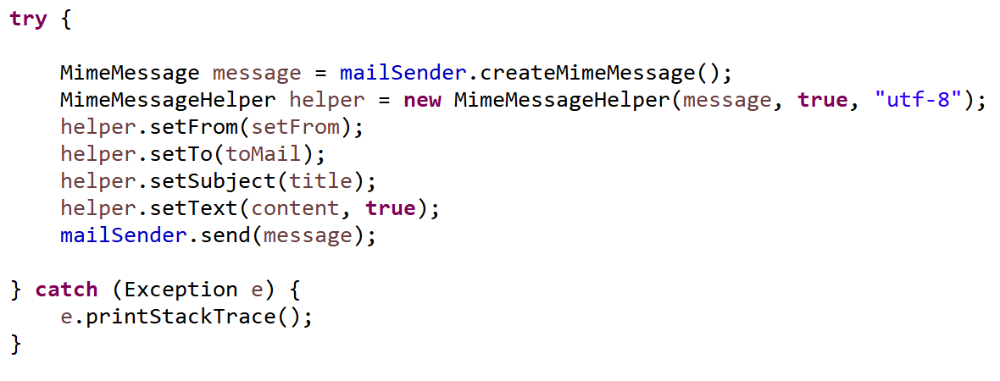 try {
MimeMessage message = mailSender.createMimeMessage();
MimeMessageHelper helper = new MimeMessageHelper(message, true, "utf-8");
helper.setFrom(setFrom);
helper.setTo(toMail);
helper.setSubject(title);
helper.setText(content, true);
mailSender.send(message);
} catch (Exception e) {
e.printStackTrace();
}